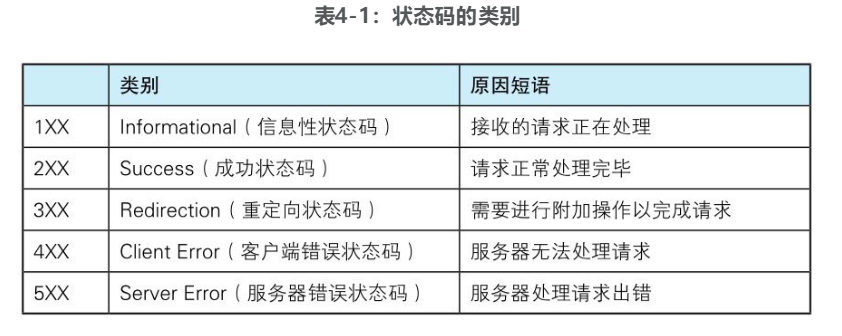 表4-1：状态码的类别
类别 原因短语
1XX Informational（信息性状态码） 接收的请求正在处理
2XX Success（成功状态码） 请求正常处理完毕
3XX Redirection（重定向状态码） 需要进行附加操作以完成请求
4XX Client Error（客户端错误状态码） 服务器无法处理请求
5XX Server Error（服务器错误状态码） 服务器处理请求出错